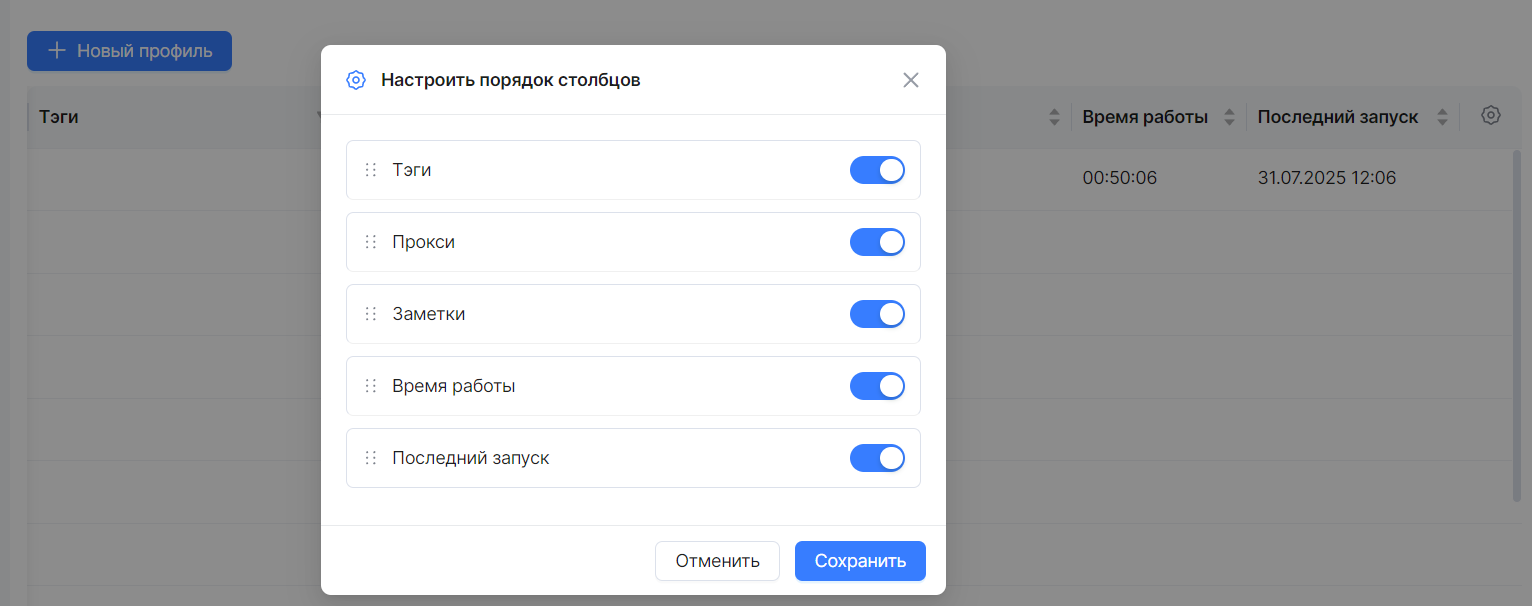 Новый профиль
Настроить порядок столбцов
Тэги
Время работы
Последний запуск
00:50:06
31.07.2025 12:06
Тэги
Прокси
Заметки
Время работы
Последний запуск
Отменить
Сохранить